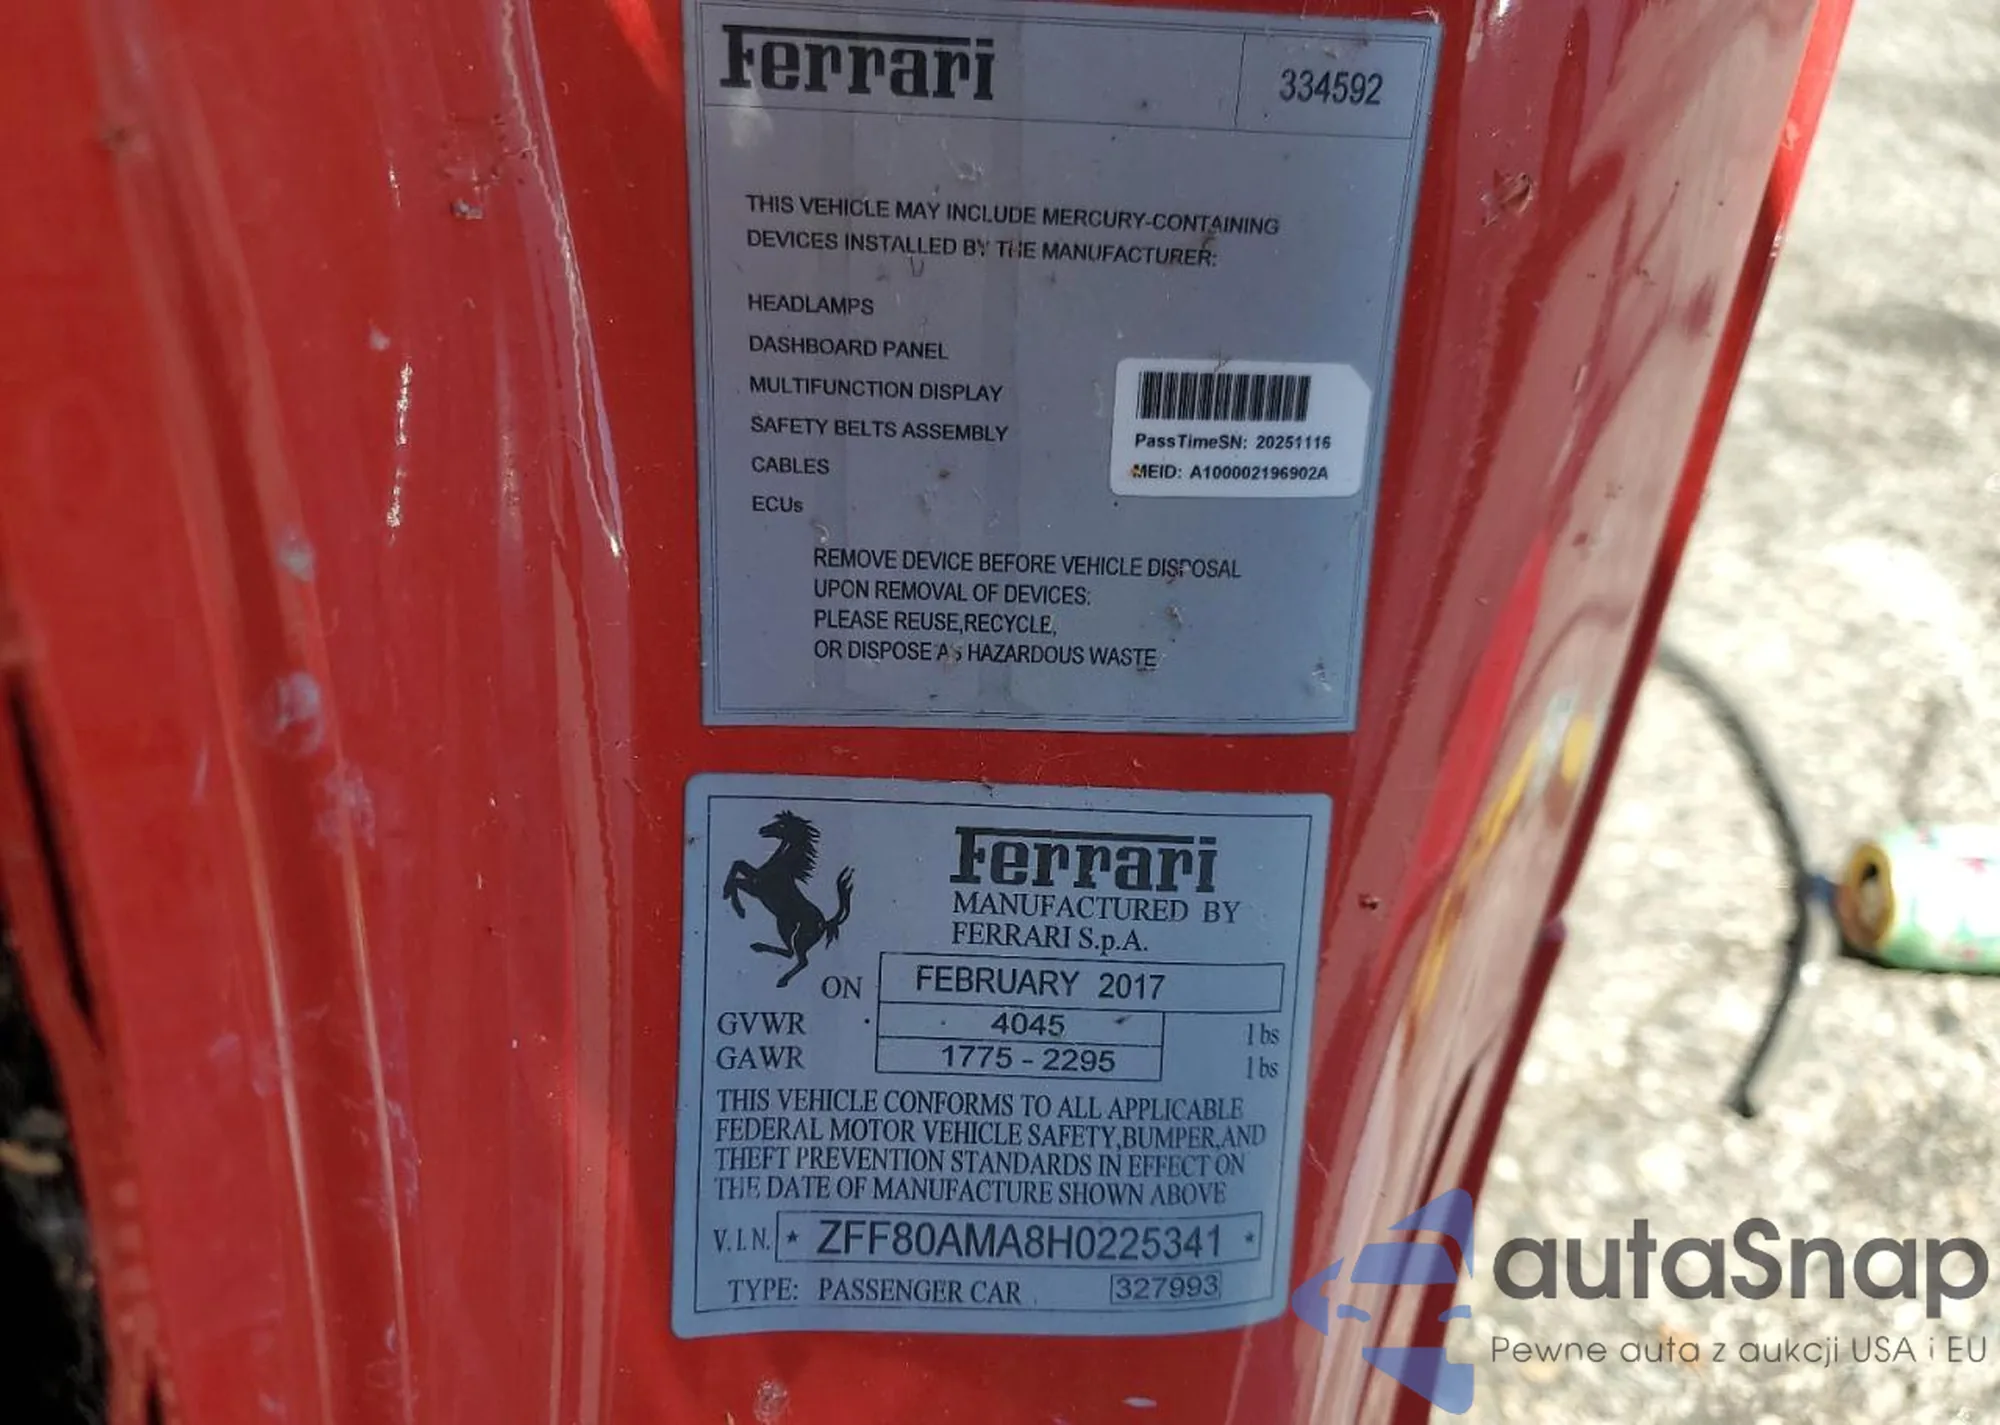 Ferrari
334592
THIS VEHICLE MAY INCLUDE MERCURY-CONTAINING
DEVICES INSTALLED BY THE MANUFACTURER:
HEADLAMPS
DASHBOARD PANEL
MULTIFUNCTION DISPLAY
SAFETY BELTS ASSEMBLY
CABLES
ECUs
PassTimeSN: 20251116
MEID: A100002196902A
REMOVE DEVICE BEFORE VEHICLE DISPOSAL
UPON REMOVAL OF DEVICES:
PLEASE REUSE,RECYCLE,
OR DISPOSE AS HAZARDOUS WASTE
Ferrari
MANUFACTURED BY
FERRARI S.p.A.
ON FEBRUARY 2017
GVWR 4045 lbs
GAWR 1775 - 2295 lbs
THIS VEHICLE CONFORMS TO ALL APPLICABLE
FEDERAL MOTOR VEHICLE SAFETY,BUMPER,AND
THEFT PREVENTION STANDARDS IN EFFECT ON
THE DATE OF MANUFACTURE SHOWN ABOVE
V.I.N. * ZFF80AMA8H0225341 *
TYPE: PASSENGER CAR 327993
autaSnap
Pewne auta z aukcji USA i EU